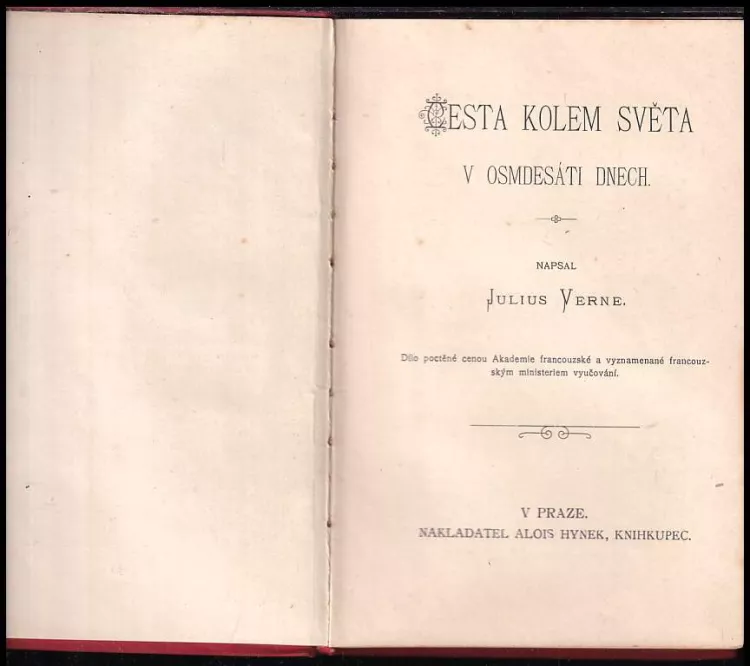 CESTA KOLEM SVĚTA
V OSMDESÁTI DNECH.
NAPSAL
JULIUS VERNE.
Dílo poctěné cenou Akademie francouzské a vyznamenané francouz-
ským ministeriem vyučování.
V PRAZE.
NAKLADATEL ALOIS HYNEK, KNIHKUPEC.